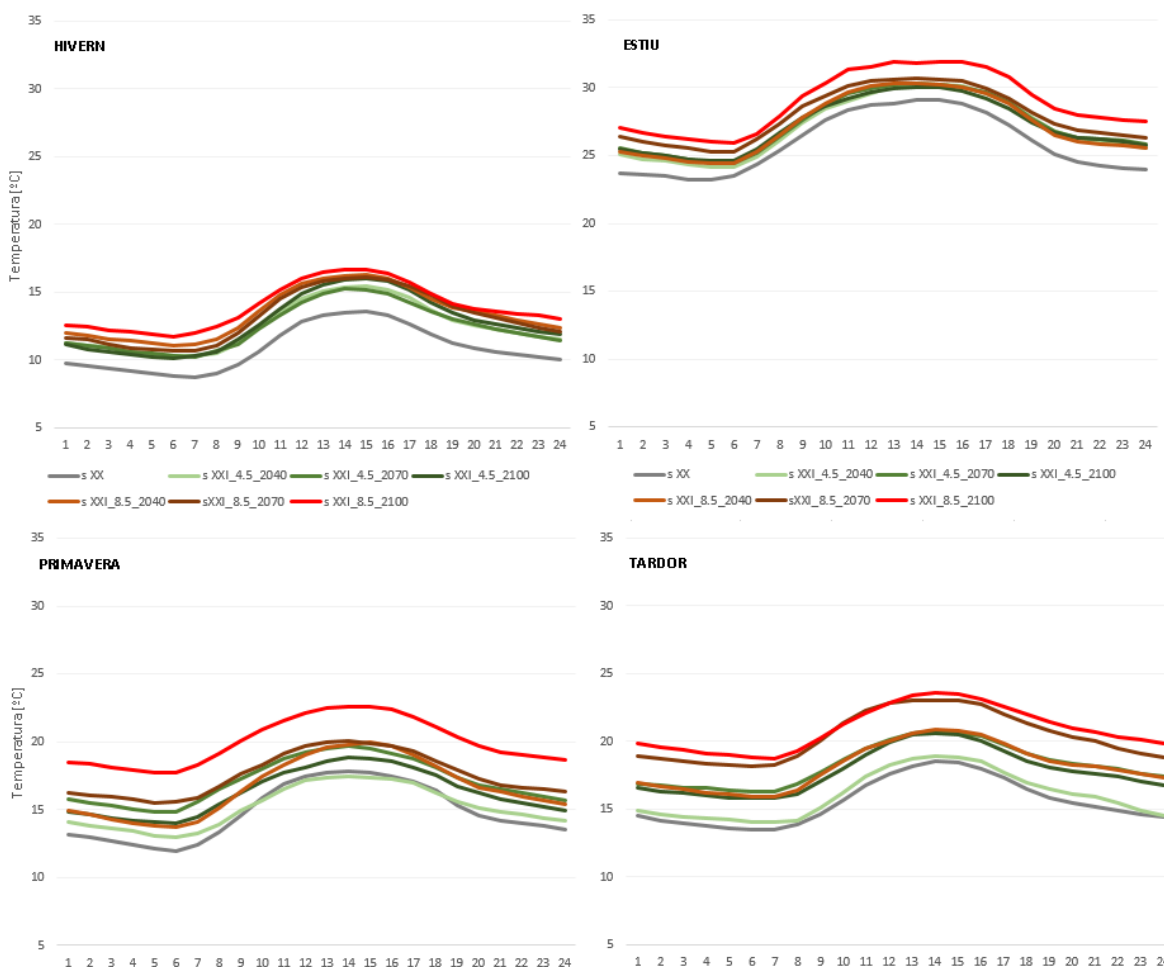 HIVERN
35
30
25
20
15
10
5
Temperatura [ºC]
1 2 3 4 5 6 7 8 9 10 11 12 13 14 15 16 17 18 19 20 21 22 23 24
s XX s XXI_4.5_2040 s XXI_4.5_2070 s XXI_4.5_2100
s XXI_8.5_2040 sXXI_8.5_2070 s XXI_8.5_2100
ESTIU
35
30
25
20
15
10
5
1 2 3 4 5 6 7 8 9 10 11 12 13 14 15 16 17 18 19 20 21 22 23 24
s XX s XXI_4.5_2040 s XXI_4.5_2070 s XXI_4.5_2100
s XXI_8.5_2040 sXXI_8.5_2070 s XXI_8.5_2100
PRIMAVERA
35
30
25
20
15
10
5
Temperatura [ºC]
1 2 3 4 5 6 7 8 9 10 11 12 13 14 15 16 17 18 19 20 21 22 23 24
TARDOR
35
30
25
20
15
10
5
1 2 3 4 5 6 7 8 9 10 11 12 13 14 15 16 17 18 19 20 21 22 23 24